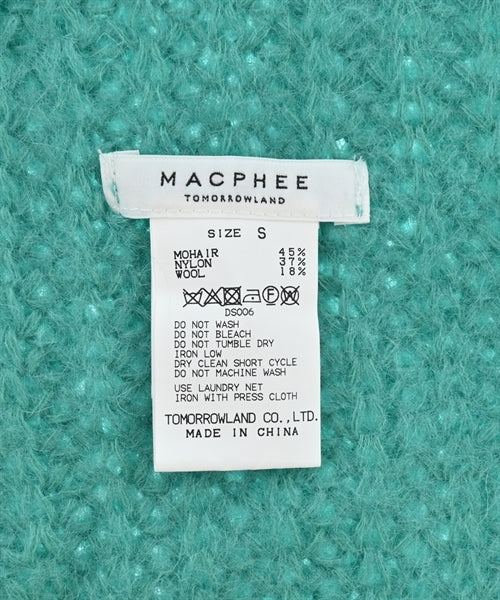 MACPHEE
TOMORROWLAND
SIZE S
MOHAIR 45%
NYLON 37%
WOOL 18%
DS006
DO NOT WASH
DO NOT BLEACH
DO NOT TUMBLE DRY
IRON LOW
DRY CLEAN SHORT CYCLE
DO NOT MACHINE WASH
USE LAUNDRY NET
IRON WITH PRESS CLOTH
TOMORROWLAND CO.,LTD.
MADE IN CHINA